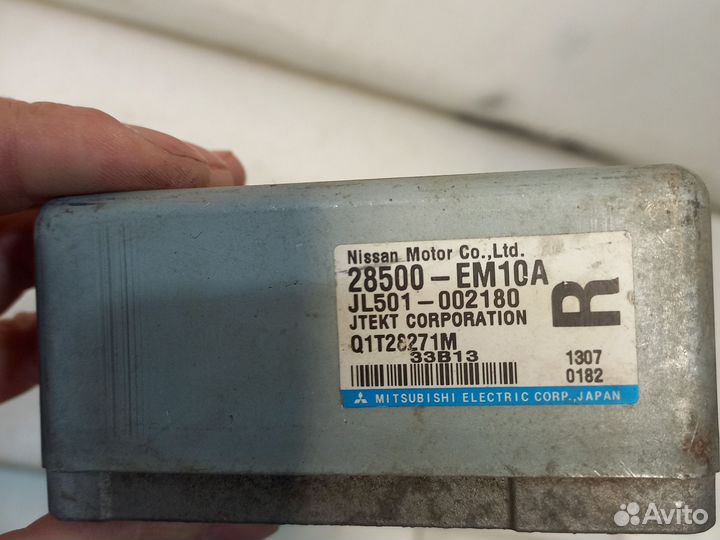 Nissan Motor Co.,Ltd.
28500-EM10A
JL501-002180
JTEKT CORPORATION
Q1T28271M
33B13
R
1307
0182
MITSUBISHI ELECTRIC CORP.,JAPAN
Avito